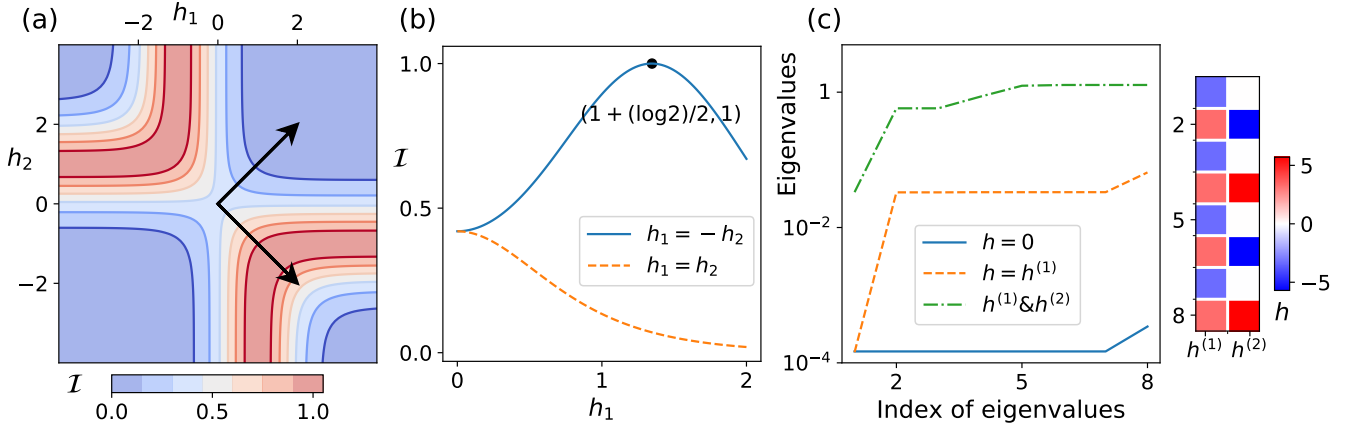 (a)
h₁
−2 0 2
h₂
2
0
−2
𝓘
0.0 0.5 1.0
(b)
𝓘
1.0
0.5
0.0
(1 + (log2)/2, 1)
h₁ = −h₂
h₁ = h₂
0 1 2
h₁
(c)
Eigenvalues
1
10⁻²
10⁻⁴
h = 0
h = h⁽¹⁾
h⁽¹⁾&h⁽²⁾
2 5 8
Index of eigenvalues
2
5
8
h⁽¹⁾ h⁽²⁾
5
0
−5
h